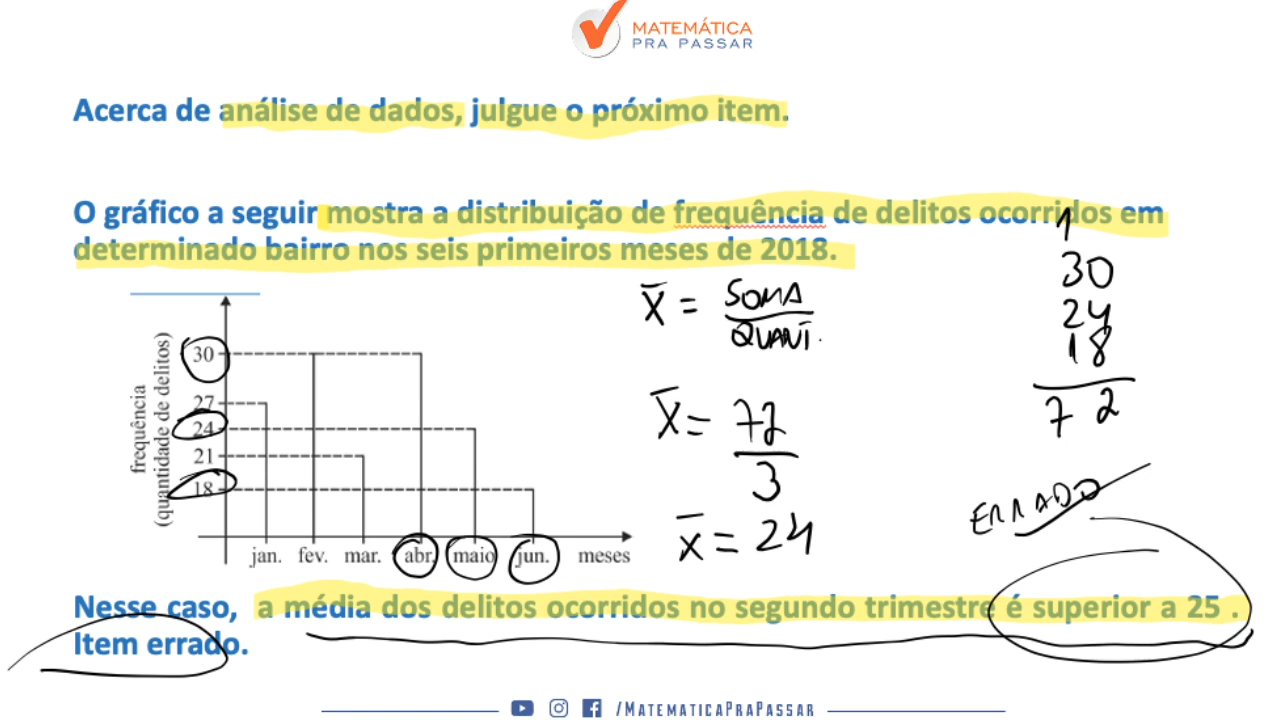 MATEMÁTICA
PRA PASSAR
Acerca de análise de dados, julgue o próximo item.
O gráfico a seguir mostra a distribuição de frequência de delitos ocorridos em
determinado bairro nos seis primeiros meses de 2018.
frequência
(quantidade de delitos)
30
27
24
21
18
jan. fev. mar. abr. maio jun. meses
X̄ = SOMA
QUANT.
X̄ = 72
3
X̄ = 24
1
30
24
18
72
ERRADO
Nesse caso, a média dos delitos ocorridos no segundo trimestre é superior a 25 .
Item errado.
/MATEMATICAPRAPASSAR